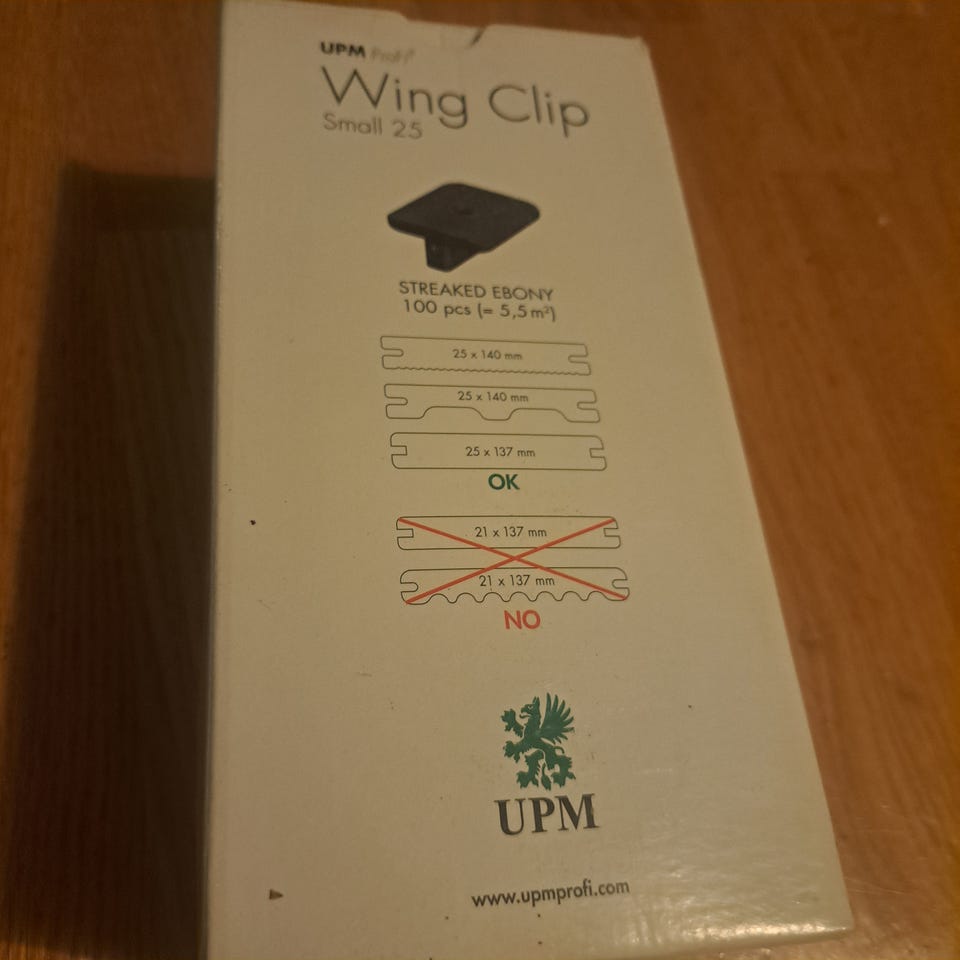 UPM Profi®
Wing Clip
Small 25
STREAKED EBONY
100 pcs (= 5,5 m²)
25 x 140 mm
25 x 140 mm
25 x 137 mm
OK
21 x 137 mm
21 x 137 mm
NO
UPM
www.upmprofi.com